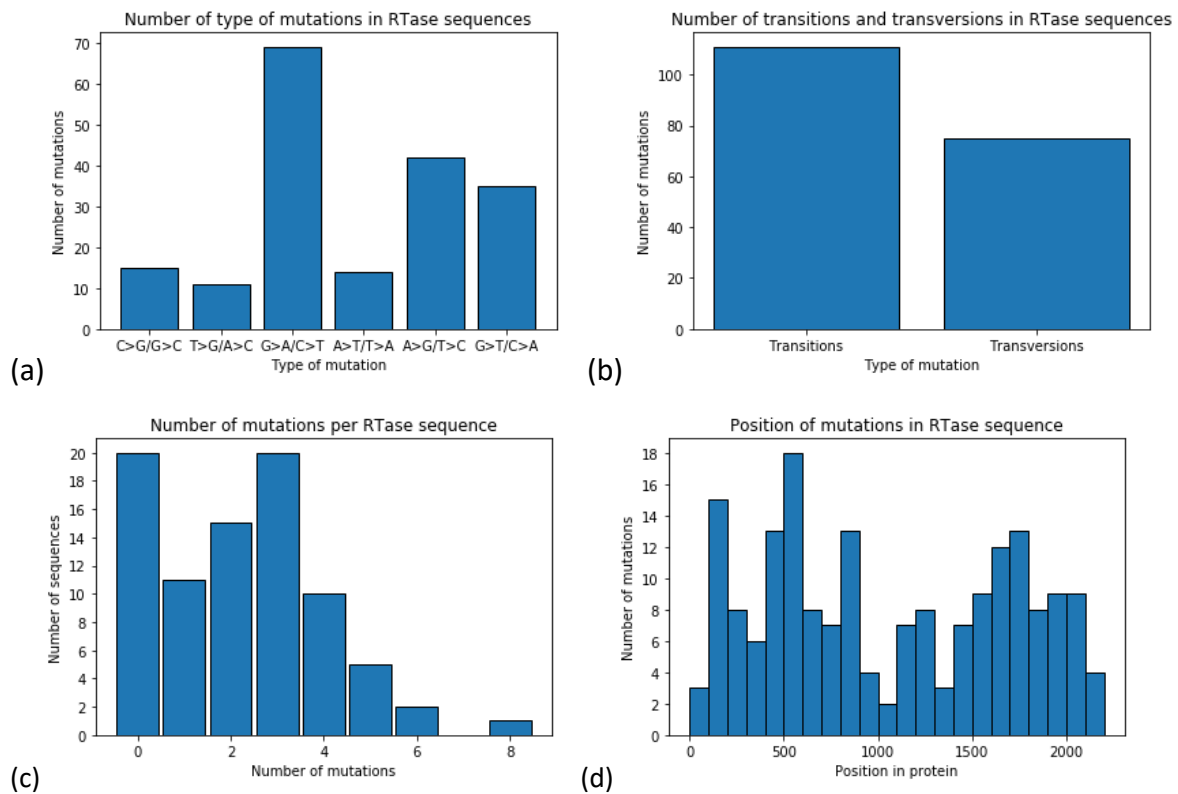 Number of type of mutations in RTase sequences
Number of mutations
70
60
50
40
30
20
10
0
C>G/G>C T>G/A>C G>A/C>T A>T/T>A A>G/T>C G>T/C>A
Type of mutation
(a)
Number of transitions and transversions in RTase sequences
Number of mutations
100
80
60
40
20
0
Transitions Transversions
Type of mutation
(b)
Number of mutations per RTase sequence
Number of sequences
20
18
16
14
12
10
8
6
4
2
0
0 2 4 6 8
Number of mutations
(c)
Position of mutations in RTase sequence
Number of mutations
18
16
14
12
10
8
6
4
2
0
0 500 1000 1500 2000
Position in protein
(d)